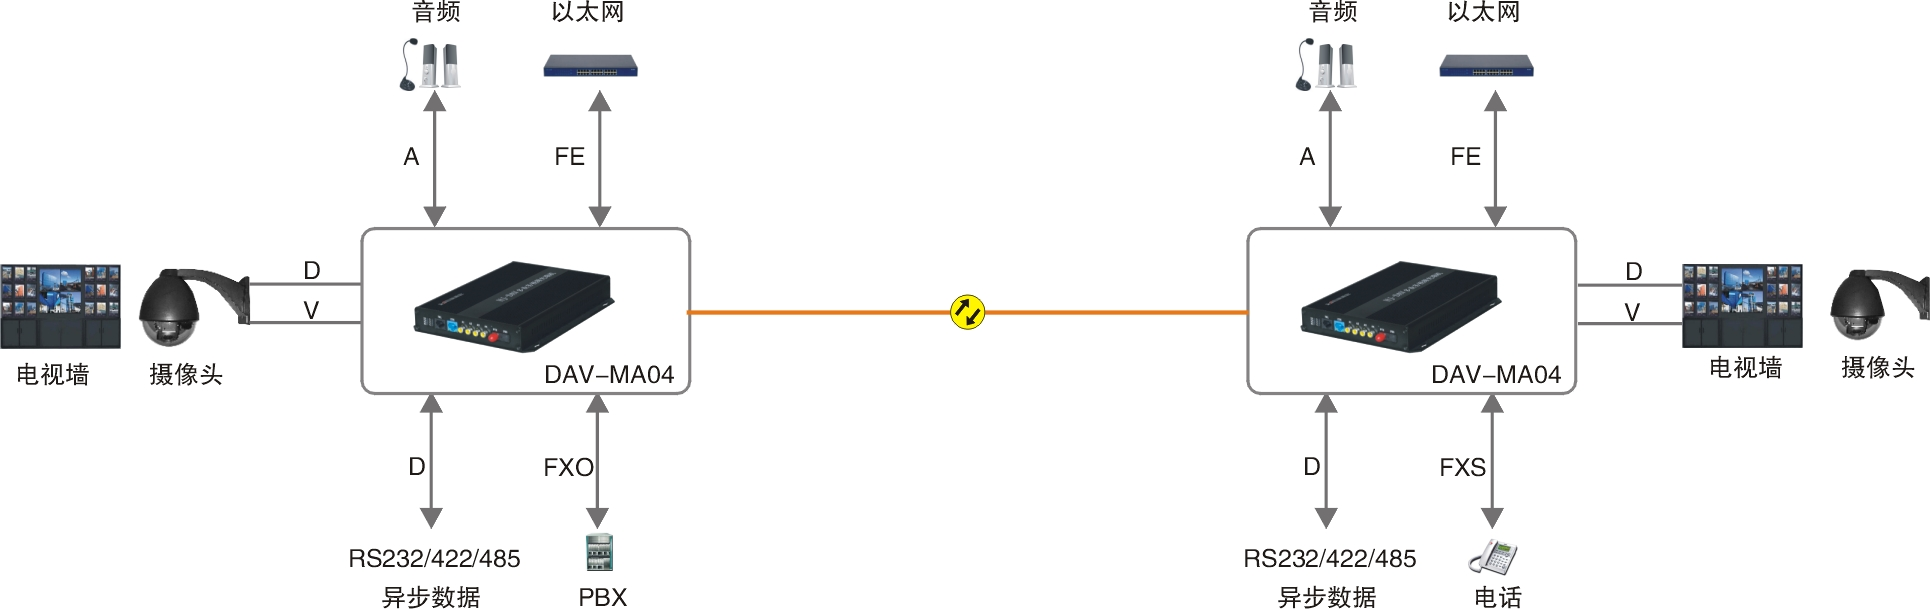 音频
以太网
音频
以太网
A
FE
A
FE
D
V
D
V
电视墙
摄像头
DAV-MA04
DAV-MA04
电视墙
摄像头
D
FXO
D
FXS
RS232/422/485
异步数据
PBX
RS232/422/485
异步数据
电话